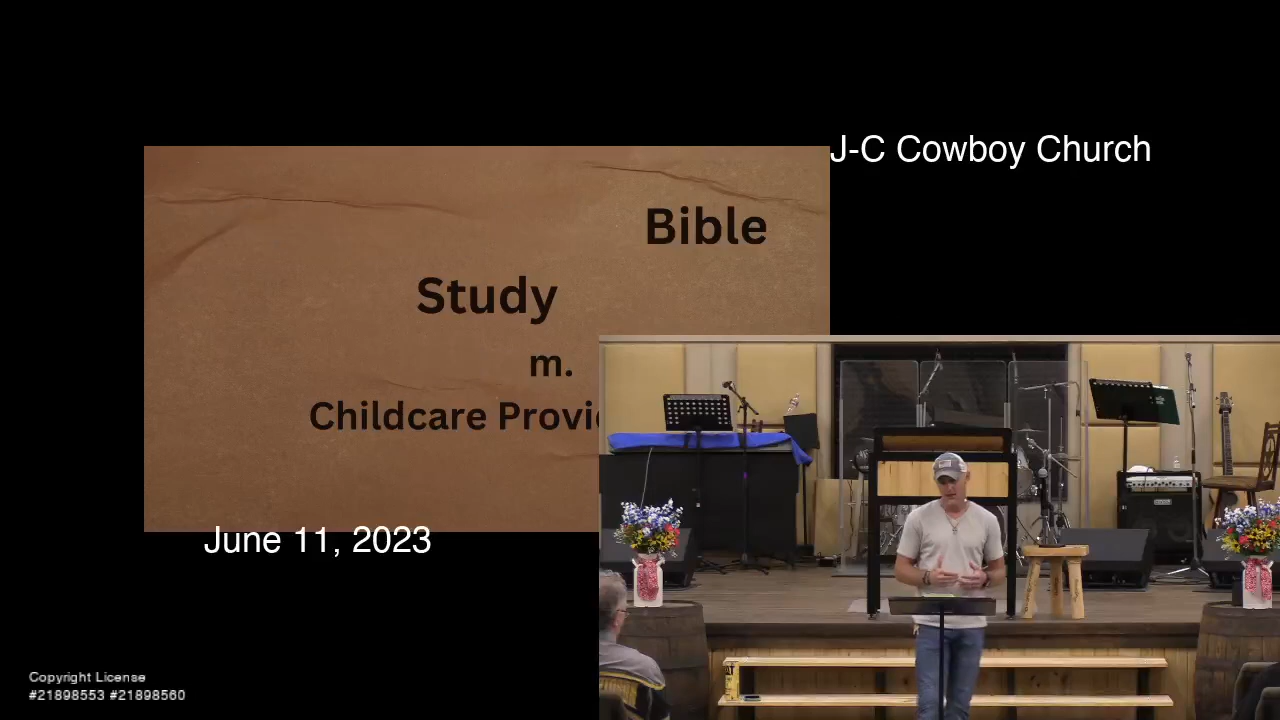 J-C Cowboy Church
Bible
Study
m.
Childcare Provi
June 11, 2023
Copyright License
#21898553 #21898560